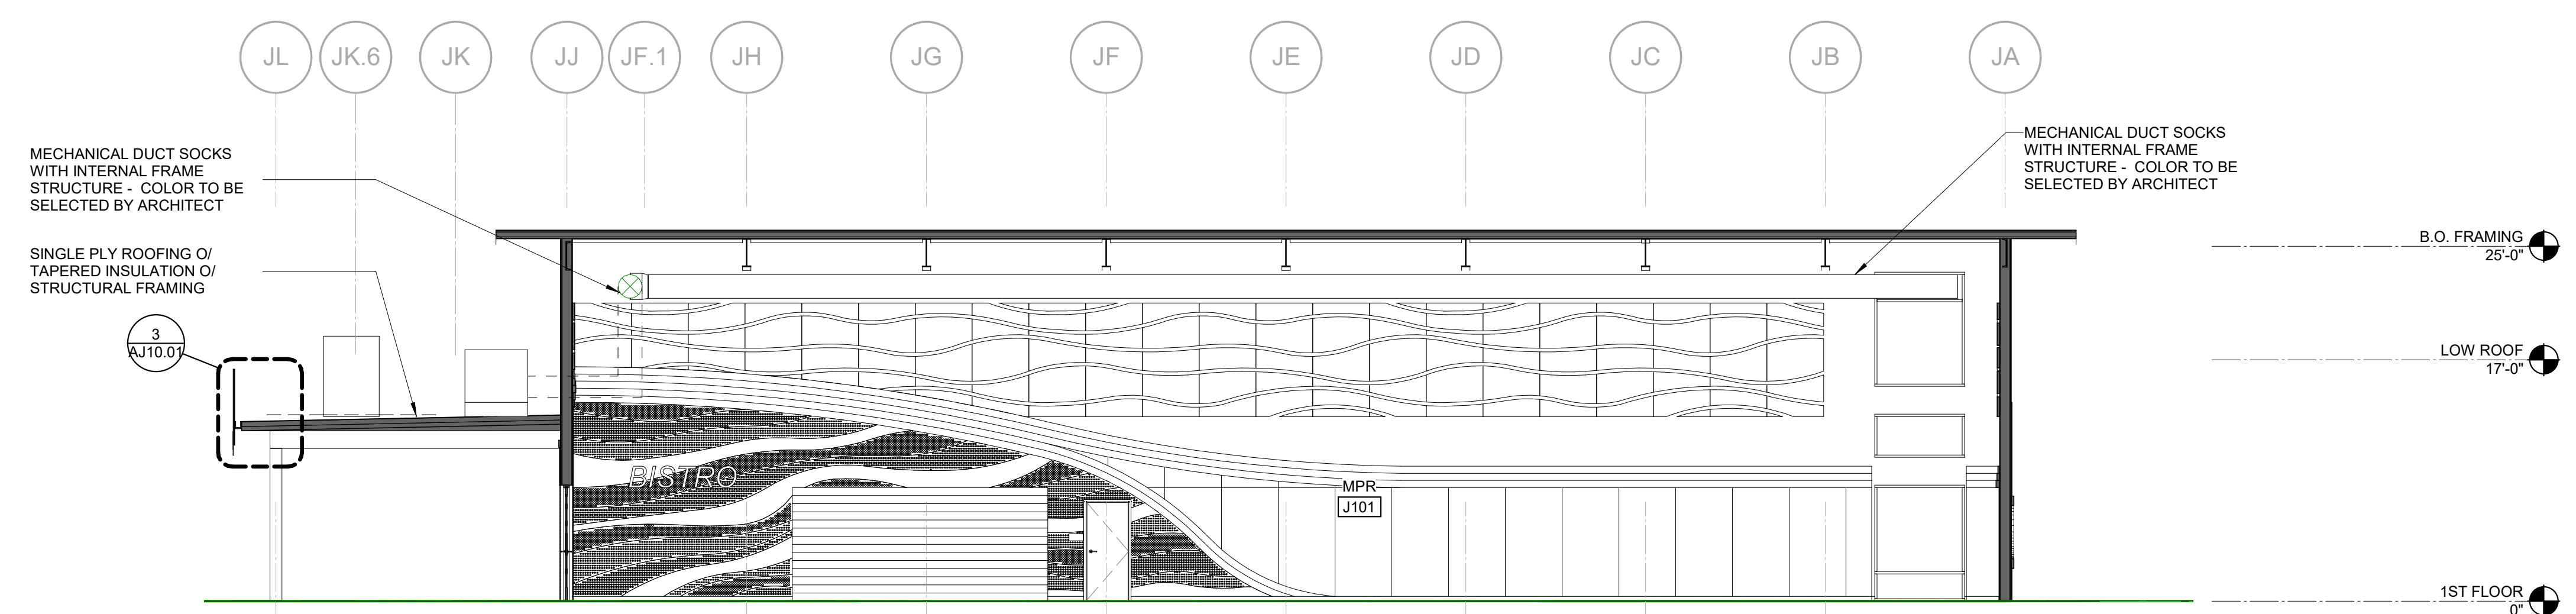 JL
JK.6
JK
JJ
JF.1
JH
JG
JF
JE
JD
JC
JB
JA
MECHANICAL DUCT SOCKS
WITH INTERNAL FRAME
STRUCTURE - COLOR TO BE
SELECTED BY ARCHITECT
MECHANICAL DUCT SOCKS
WITH INTERNAL FRAME
STRUCTURE - COLOR TO BE
SELECTED BY ARCHITECT
SINGLE PLY ROOFING O/
TAPERED INSULATION O/
STRUCTURAL FRAMING
B.O. FRAMING
25'-0"
3
AJ10.01
LOW ROOF
17'-0"
BISTRO
MPR
J101
1ST FLOOR
0"